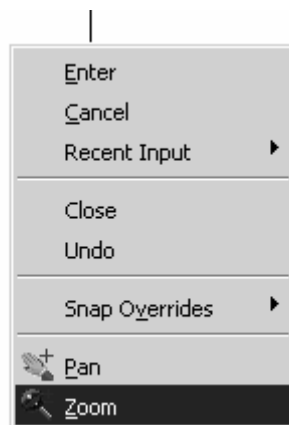 Enter
Cancel
Recent Input
Close
Undo
Snap Overrides
Pan
Zoom